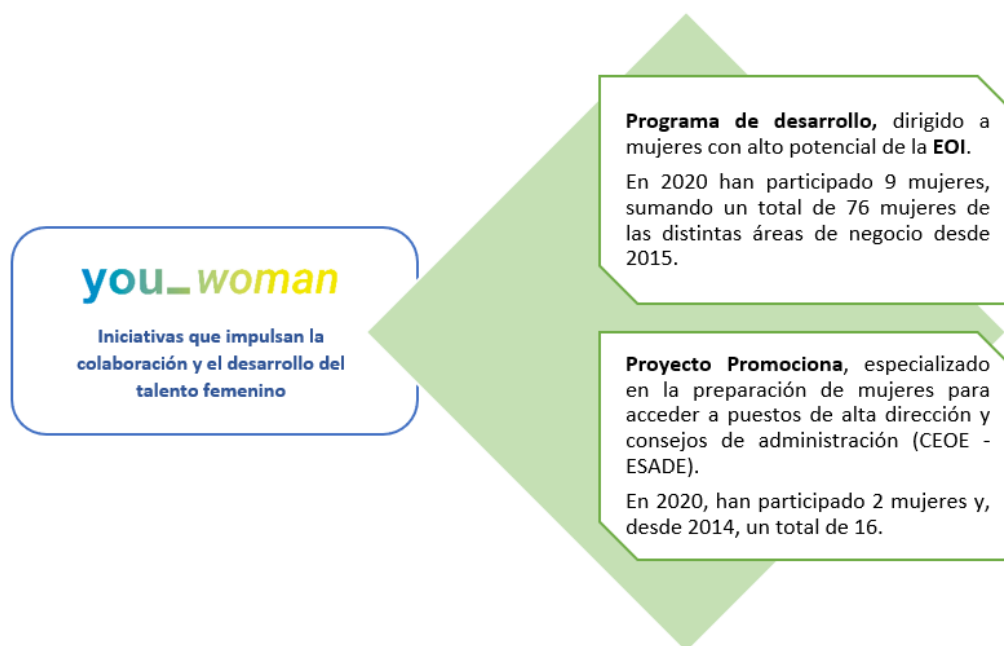 you_woman
Iniciativas que impulsan la
colaboración y el desarrollo del
talento femenino
Programa de desarrollo, dirigido a
mujeres con alto potencial de la EOI.
En 2020 han participado 9 mujeres,
sumando un total de 76 mujeres de
las distintas áreas de negocio desde
2015.
Proyecto Promociona, especializado
en la preparación de mujeres para
acceder a puestos de alta dirección y
consejos de administración (CEOE -
ESADE).
En 2020, han participado 2 mujeres y,
desde 2014, un total de 16.